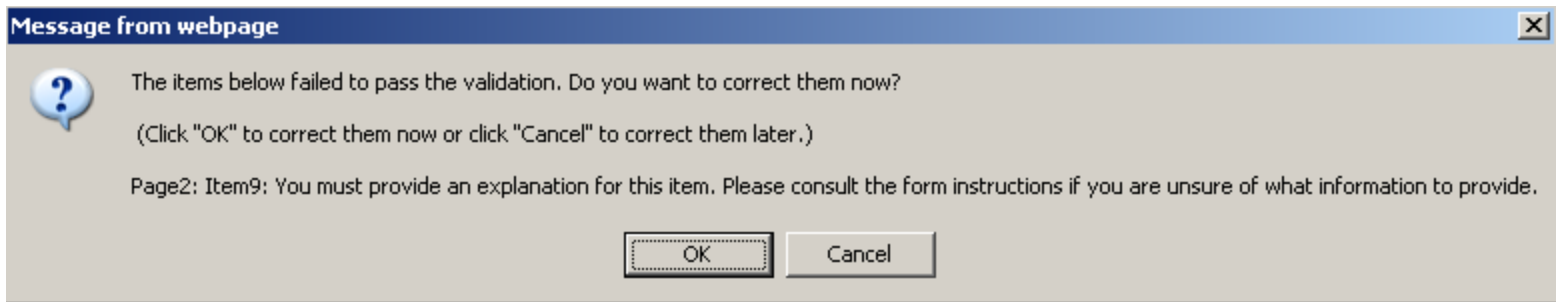 Message from webpage
The items below failed to pass the validation. Do you want to correct them now?
(Click "OK" to correct them now or click "Cancel" to correct them later.)
Page2: Item9: You must provide an explanation for this item. Please consult the form instructions if you are unsure of what information to provide.
OK
Cancel